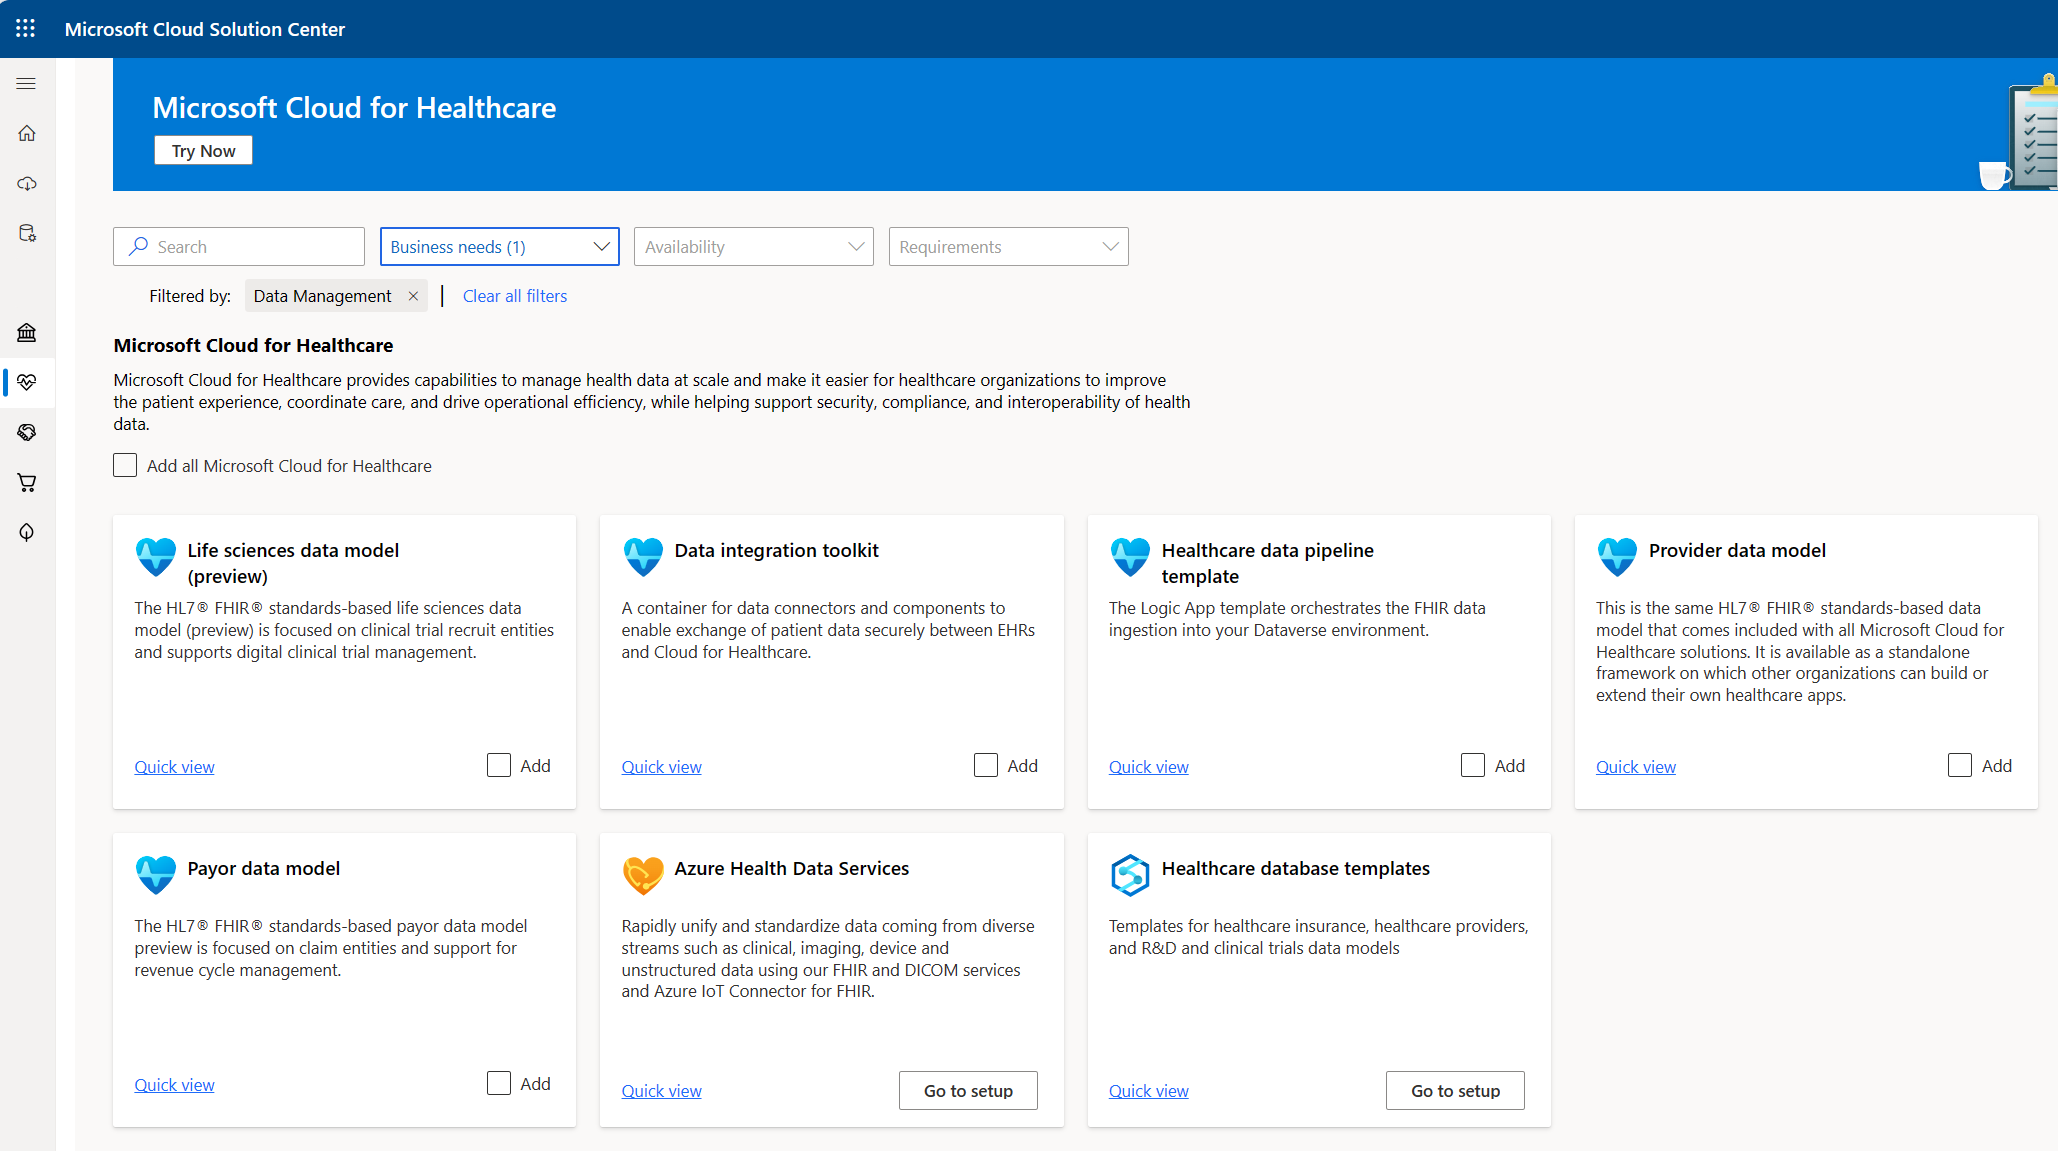 Microsoft Cloud Solution Center
Microsoft Cloud for Healthcare
Try Now
Search
Business needs (1)
Availability
Requirements
Filtered by:
Data Management
Clear all filters
Microsoft Cloud for Healthcare
Microsoft Cloud for Healthcare provides capabilities to manage health data at scale and make it easier for healthcare organizations to improve
the patient experience, coordinate care, and drive operational efficiency, while helping support security, compliance, and interoperability of health
data.
Add all Microsoft Cloud for Healthcare
Life sciences data model
(preview)
The HL7® FHIR® standards-based life sciences data
model (preview) is focused on clinical trial recruit entities
and supports digital clinical trial management.
Quick view
Add
Data integration toolkit
A container for data connectors and components to
enable exchange of patient data securely between EHRs
and Cloud for Healthcare.
Quick view
Add
Healthcare data pipeline
template
The Logic App template orchestrates the FHIR data
ingestion into your Dataverse environment.
Quick view
Add
Provider data model
This is the same HL7® FHIR® standards-based data
model that comes included with all Microsoft Cloud for
Healthcare solutions. It is available as a standalone
framework on which other organizations can build or
extend their own healthcare apps.
Quick view
Add
Payor data model
The HL7® FHIR® standards-based payor data model
preview is focused on claim entities and support for
revenue cycle management.
Quick view
Add
Azure Health Data Services
Rapidly unify and standardize data coming from diverse
streams such as clinical, imaging, device and
unstructured data using our FHIR and DICOM services
and Azure IoT Connector for FHIR.
Quick view
Go to setup
Healthcare database templates
Templates for healthcare insurance, healthcare providers,
and R&D and clinical trials data models
Quick view
Go to setup